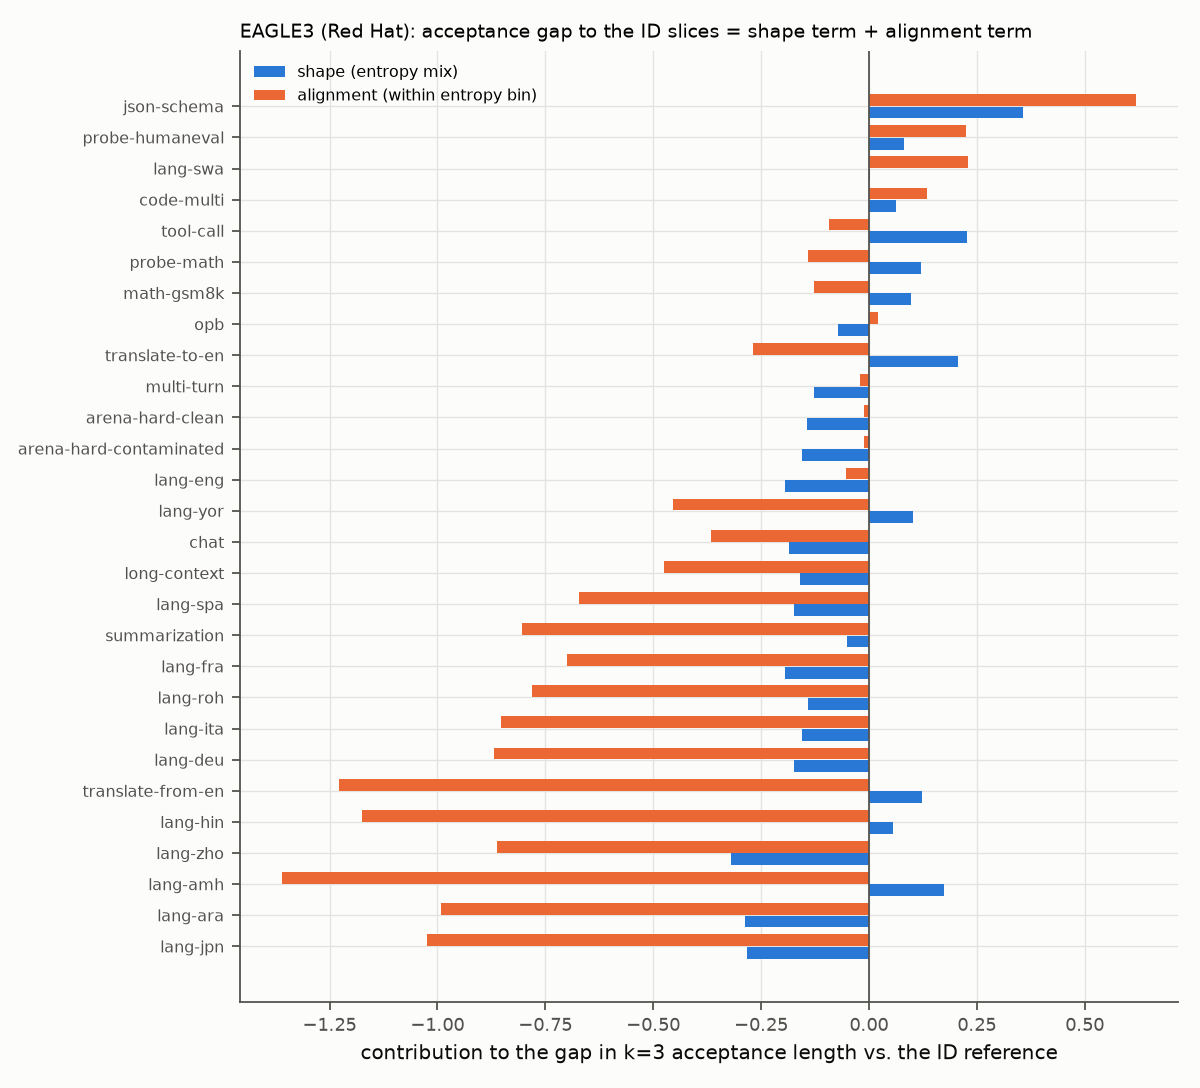 EAGLE3 (Red Hat): acceptance gap to the ID slices = shape term + alignment term
shape (entropy mix)
alignment (within entropy bin)
json-schema
probe-humaneval
lang-swa
code-multi
tool-call
probe-math
math-gsm8k
opb
translate-to-en
multi-turn
arena-hard-clean
arena-hard-contaminated
lang-eng
lang-yor
chat
long-context
lang-spa
summarization
lang-fra
lang-roh
lang-ita
lang-deu
translate-from-en
lang-hin
lang-zho
lang-amh
lang-ara
lang-jpn
−1.25 −1.00 −0.75 −0.50 −0.25 0.00 0.25 0.50
contribution to the gap in k=3 acceptance length vs. the ID reference